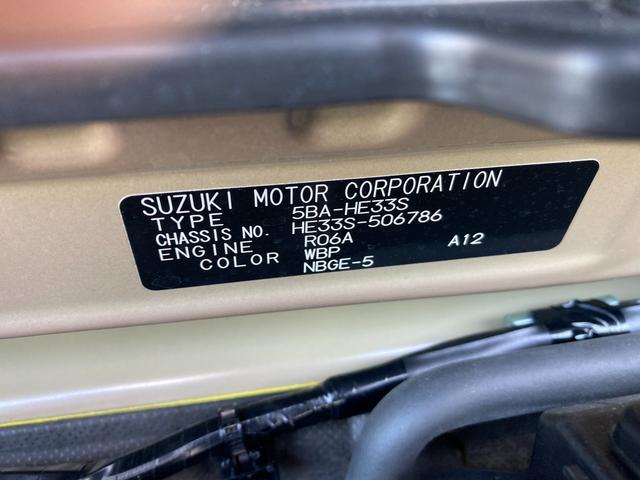 SUZUKI MOTOR CORPORATION
TYPE 5BA-HE33S
CHASSIS NO. HE33S-506786
ENGINE R06A A12
COLOR WBP
NBGE-5